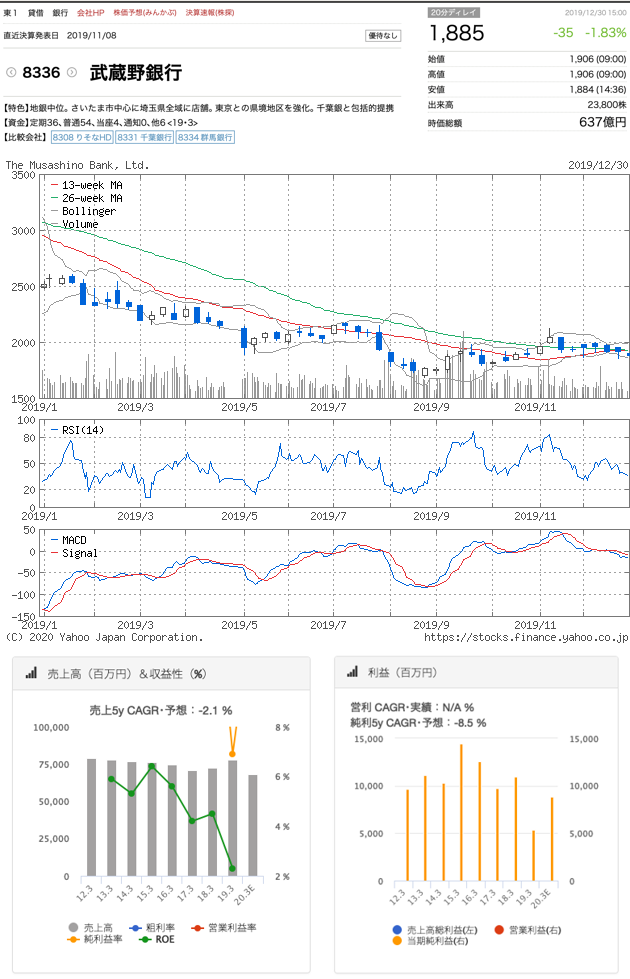 東1 貸借 銀行 会社HP 株価予想(みんかぶ) 決算速報(株探)
直近決算発表日 2019/11/08
優待なし
8336
武蔵野銀行
【特色】地銀中位。さいたま市中心に埼玉県全域に店舗。東京との県境地区を強化。千葉銀と包括的提携
【資金】定期36、普通54、当座4、通知0、他6 <19・3>
【比較会社】 8308 りそなHD 8331 千葉銀行 8334 群馬銀行
20分ディレイ
2019/12/30 15:00
1,885
-35 -1.83%
始値 1,906 (09:00)
高値 1,906 (09:00)
安値 1,884 (14:36)
出来高 23,800株
時価総額 637億円
The Musashino Bank, Ltd. 2019/12/30
3500
13-week MA
26-week MA
Bollinger
Volume
3000
2500
2000
1500
2019/1 2019/3 2019/5 2019/7 2019/9 2019/11
100
RSI(14)
80
50
20
0
2019/1 2019/3 2019/5 2019/7 2019/9 2019/11
50
MACD
Signal
0
-50
-100
-150
2019/1 2019/3 2019/5 2019/7 2019/9 2019/11
(C) 2020 Yahoo Japan Corporation. https://stocks.finance.yahoo.co.jp
売上高（百万円）＆収益性（%）
売上5y CAGR・予想：-2.1 %
100,000 8 %
75,000 6 %
50,000 4 %
25,000
0 2 %
12.3 13.3 14.3 15.3 16.3 17.3 18.3 19.3 20.3E
売上高 粗利率 営業利益率
純利益率 ROE
利益（百万円）
営利 CAGR・実績：N/A %
純利5y CAGR・予想：-8.5 %
15,000 15,000
10,000 10,000
5,000 5,000
0 0
12.3 13.3 14.3 15.3 16.3 17.3 18.3 19.3 20.3E
売上高総利益(左) 営業利益(右)
当期純利益(右)